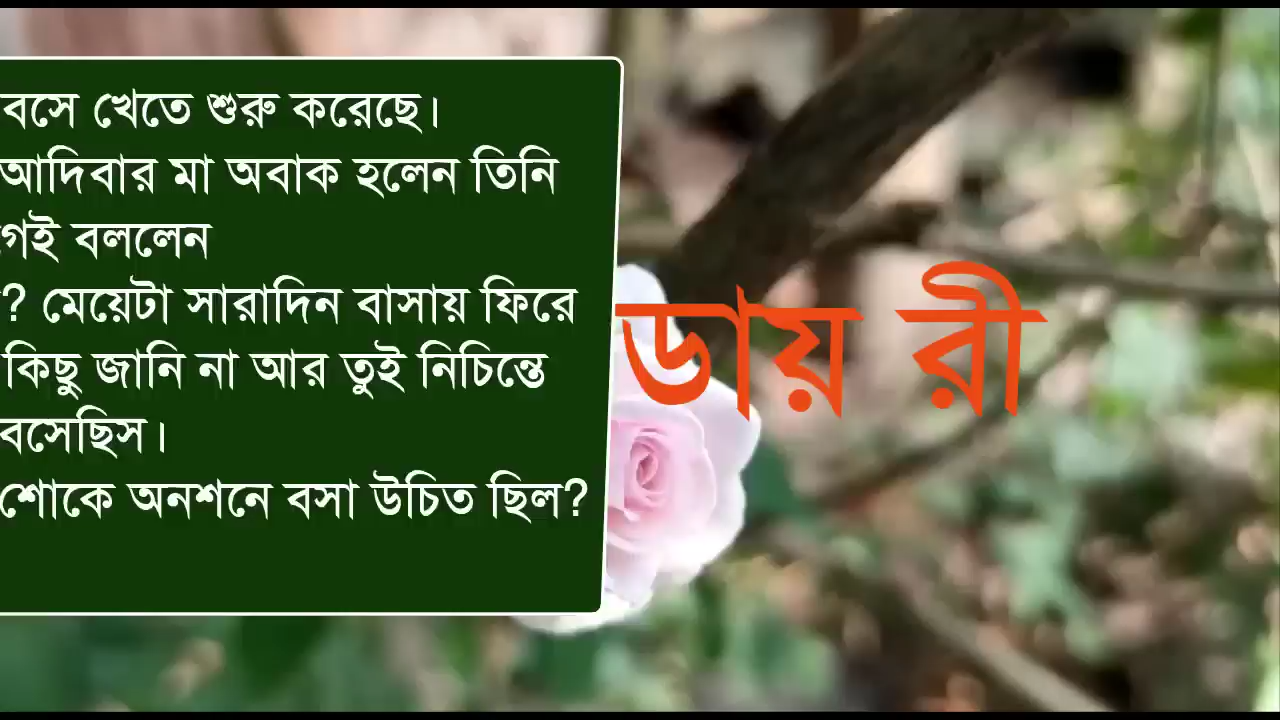 বসে খেতে শুরু করেছে।
আদিবার মা অবাক হলেন তিনি
বললেন
? মেয়েটা সারাদিন বাসায় ফিরে
কিছু জানি না আর তুই নিচিন্তে
বসেছিস।
শোকে অনশনে বসা উচিত ছিল?
ডায় রী